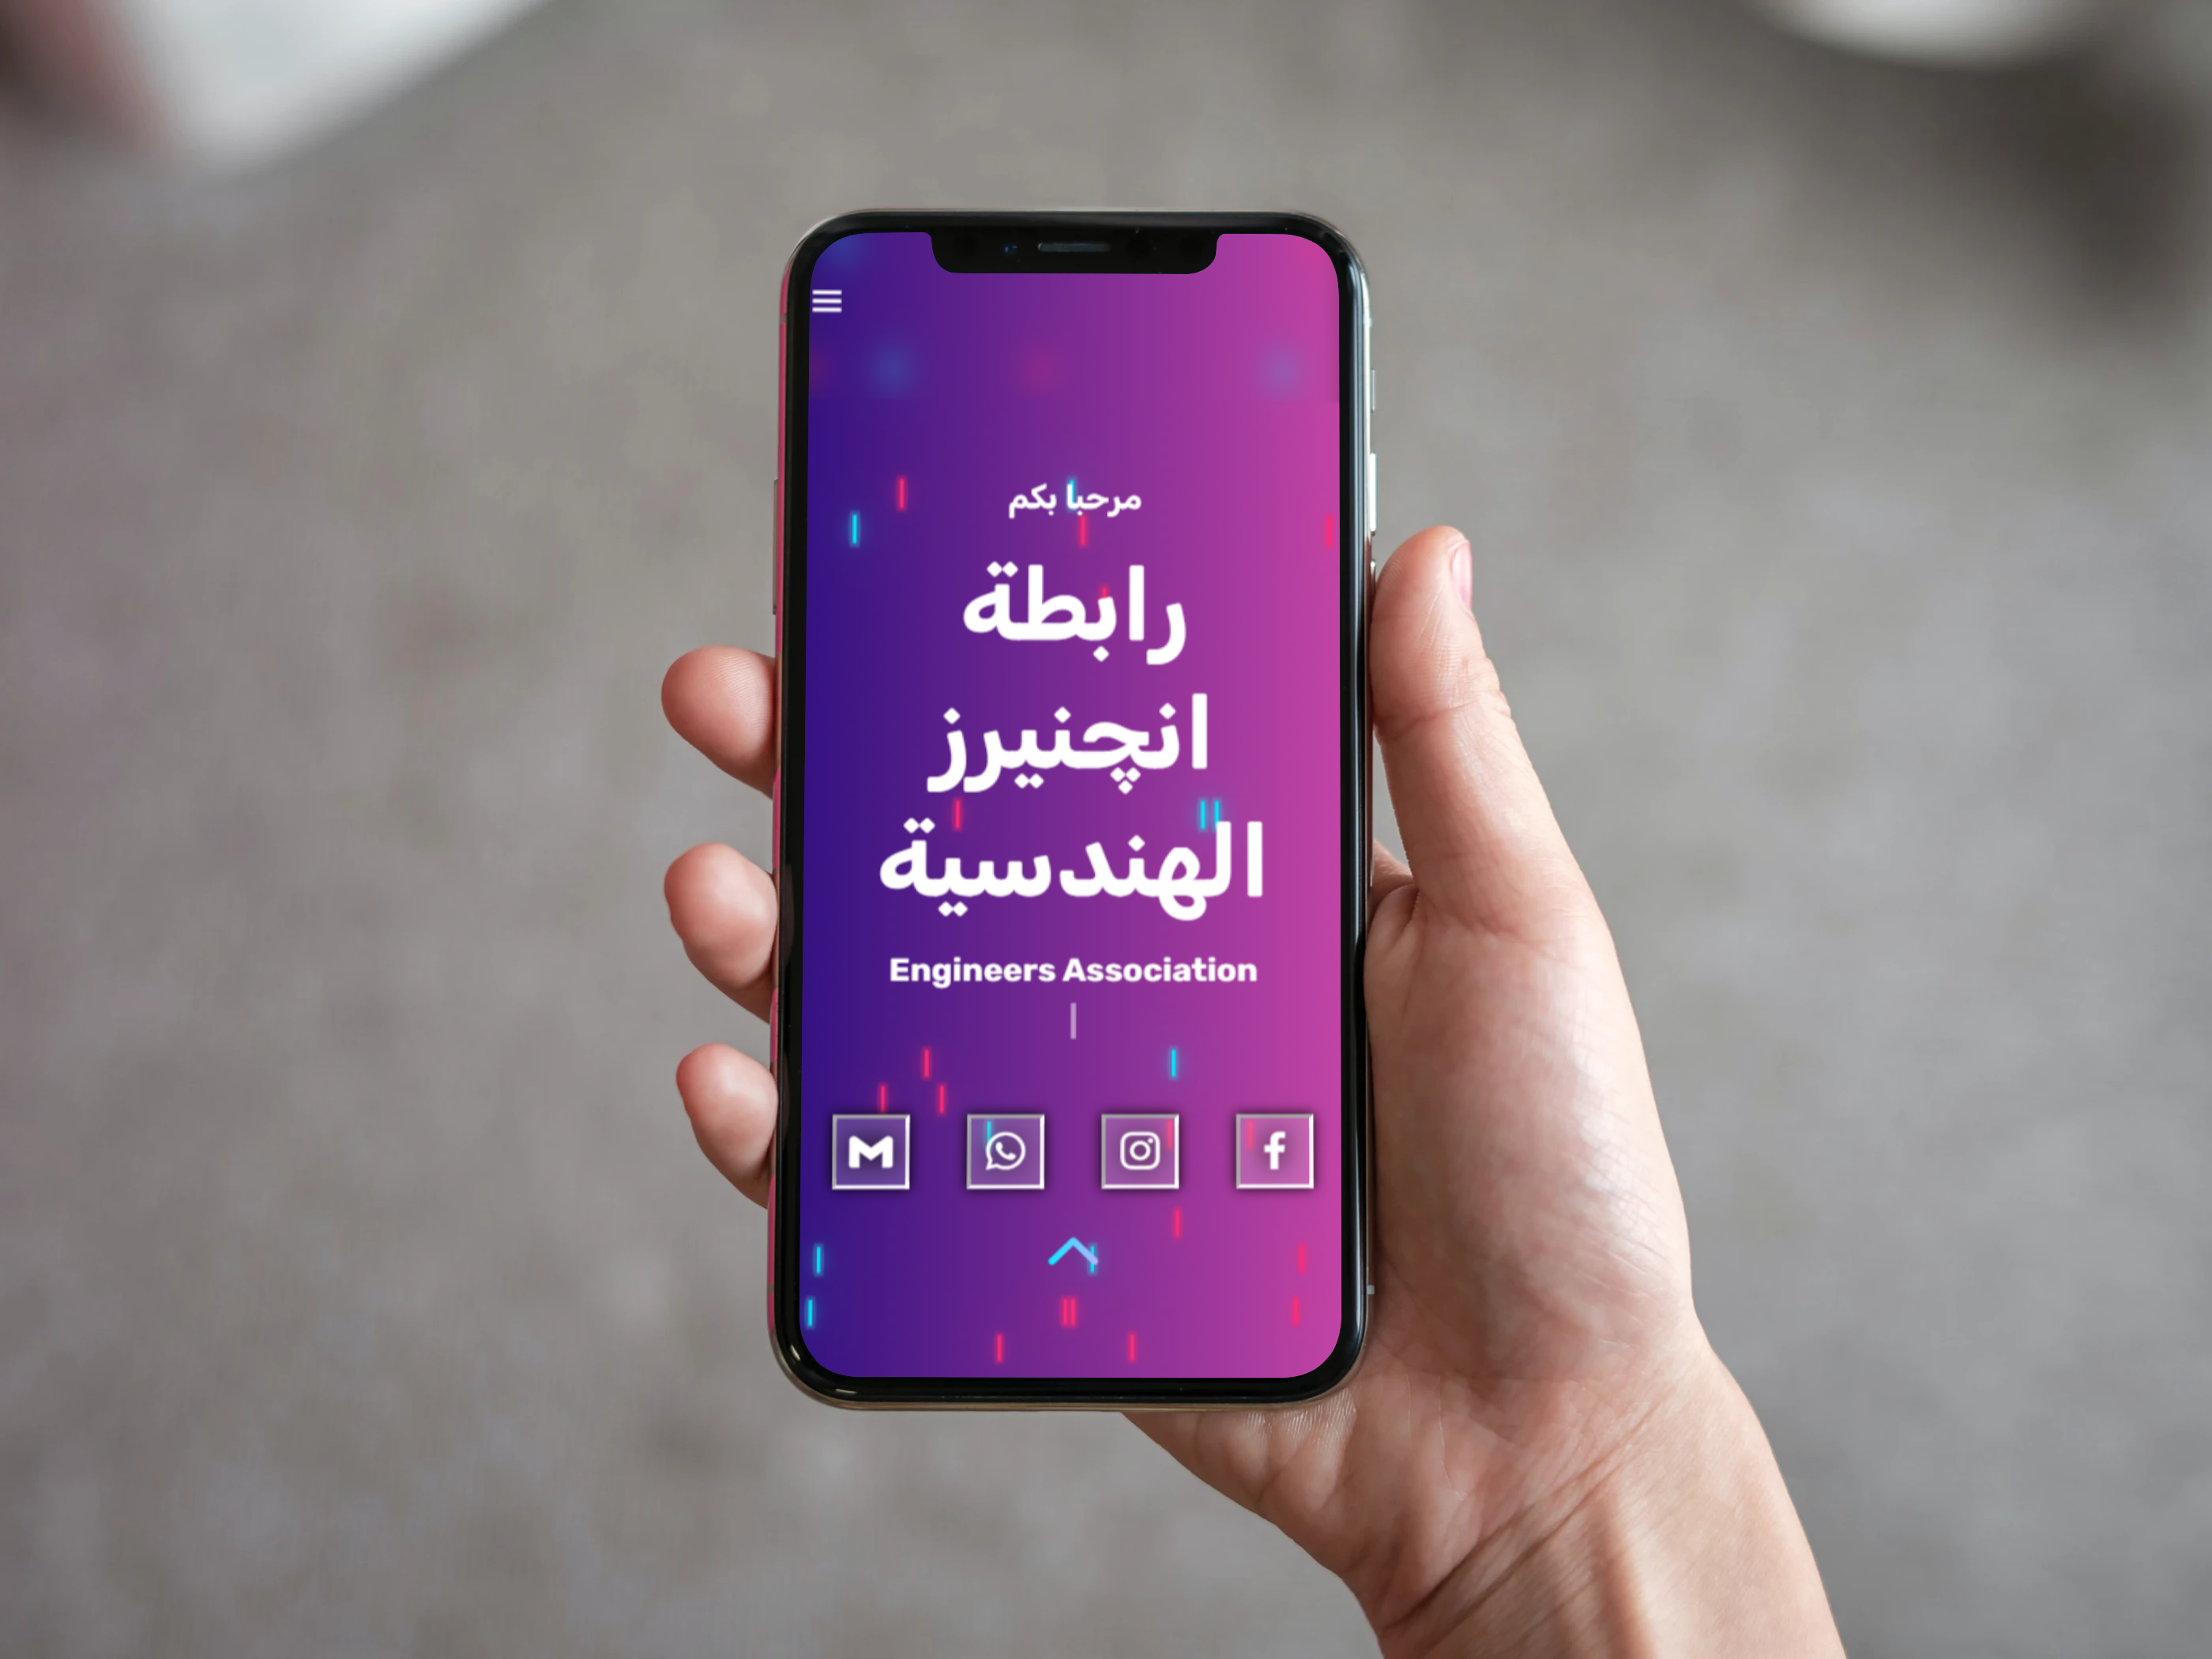 مرحبا بكم
رابطة
انچنيرز
الهندسية
Engineers Association